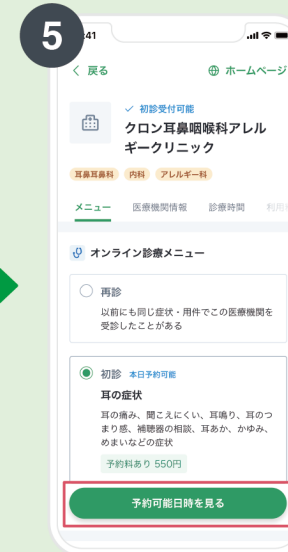 5
:41
戻る
ホームページ
初診受付可能
クロン耳鼻咽喉科アレル
ギークリニック
耳鼻耳鼻科 内科 アレルギー科
メニュー 医療機関情報 診療時間 利用
オンライン診療メニュー
再診
以前にも同じ症状・用件でこの医療機関を
受診したことがある
初診 本日予約可能
耳の症状
耳の痛み、聞こえにくい、耳鳴り、耳のつ
まり感、補聴器の相談、耳あか、かゆみ、
めまいなどの症状
予約料あり 550円
予約可能日時を見る